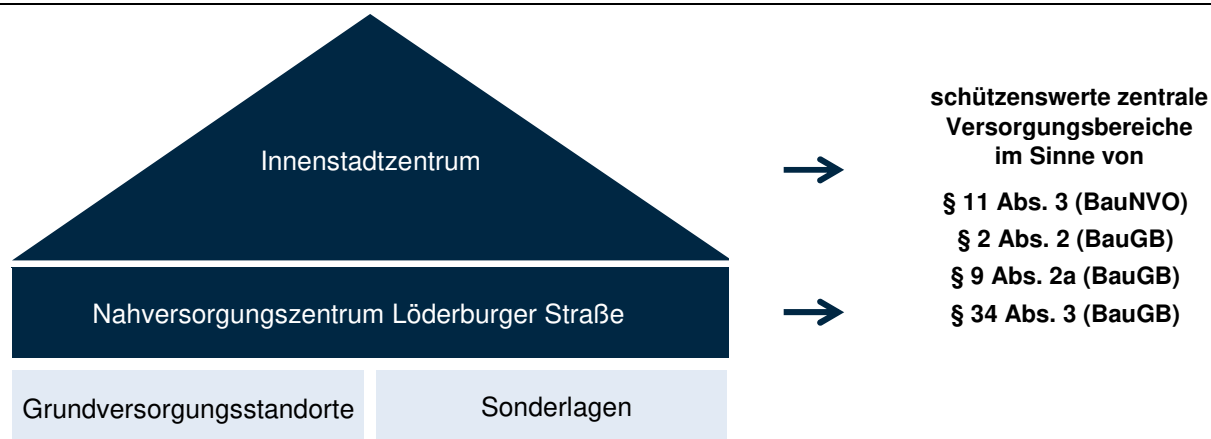 Innenstadtzentrum
Nahversorgungszentrum Löderburger Straße
Grundversorgungsstandorte
Sonderlagen
schützenswerte zentrale
Versorgungsbereiche
im Sinne von
§ 11 Abs. 3 (BauNVO)
§ 2 Abs. 2 (BauGB)
§ 9 Abs. 2a (BauGB)
§ 34 Abs. 3 (BauGB)